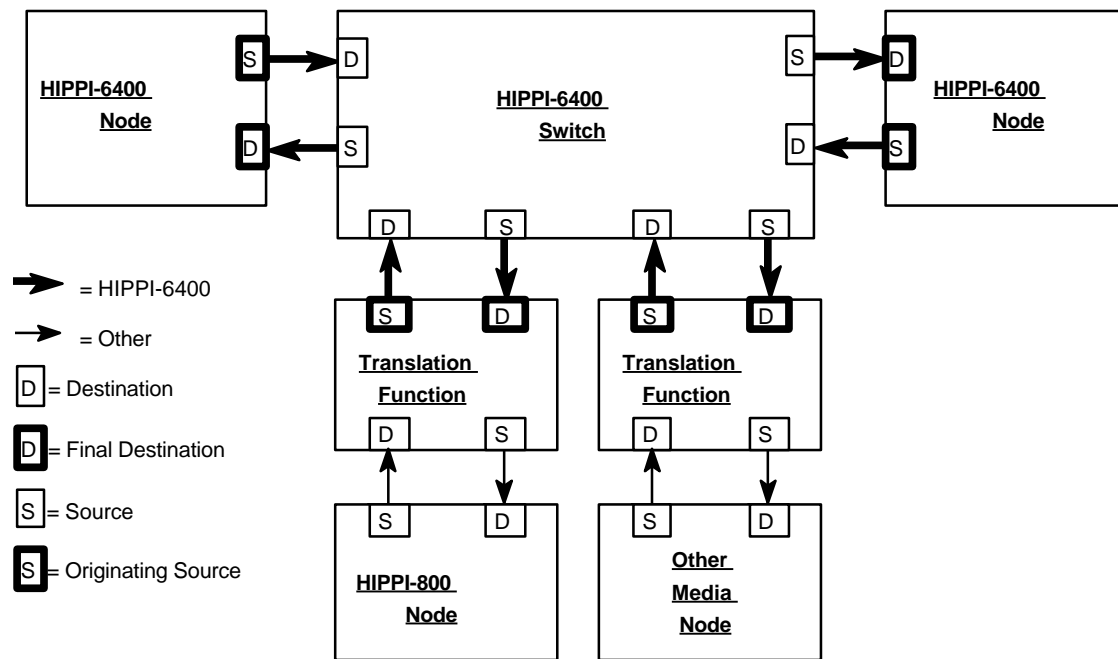 S
D
S
D
HIPPI-6400
Node
HIPPI-6400
Switch
HIPPI-6400
Node
D
S
D
S
D
S
D
S
= HIPPI-6400
= Other
D = Destination
D = Final Destination
S = Source
S = Originating Source
S
D
S
D
Translation
Function
Translation
Function
D
S
D
S
S
D
S
D
HIPPI-800
Node
Other
Media
Node